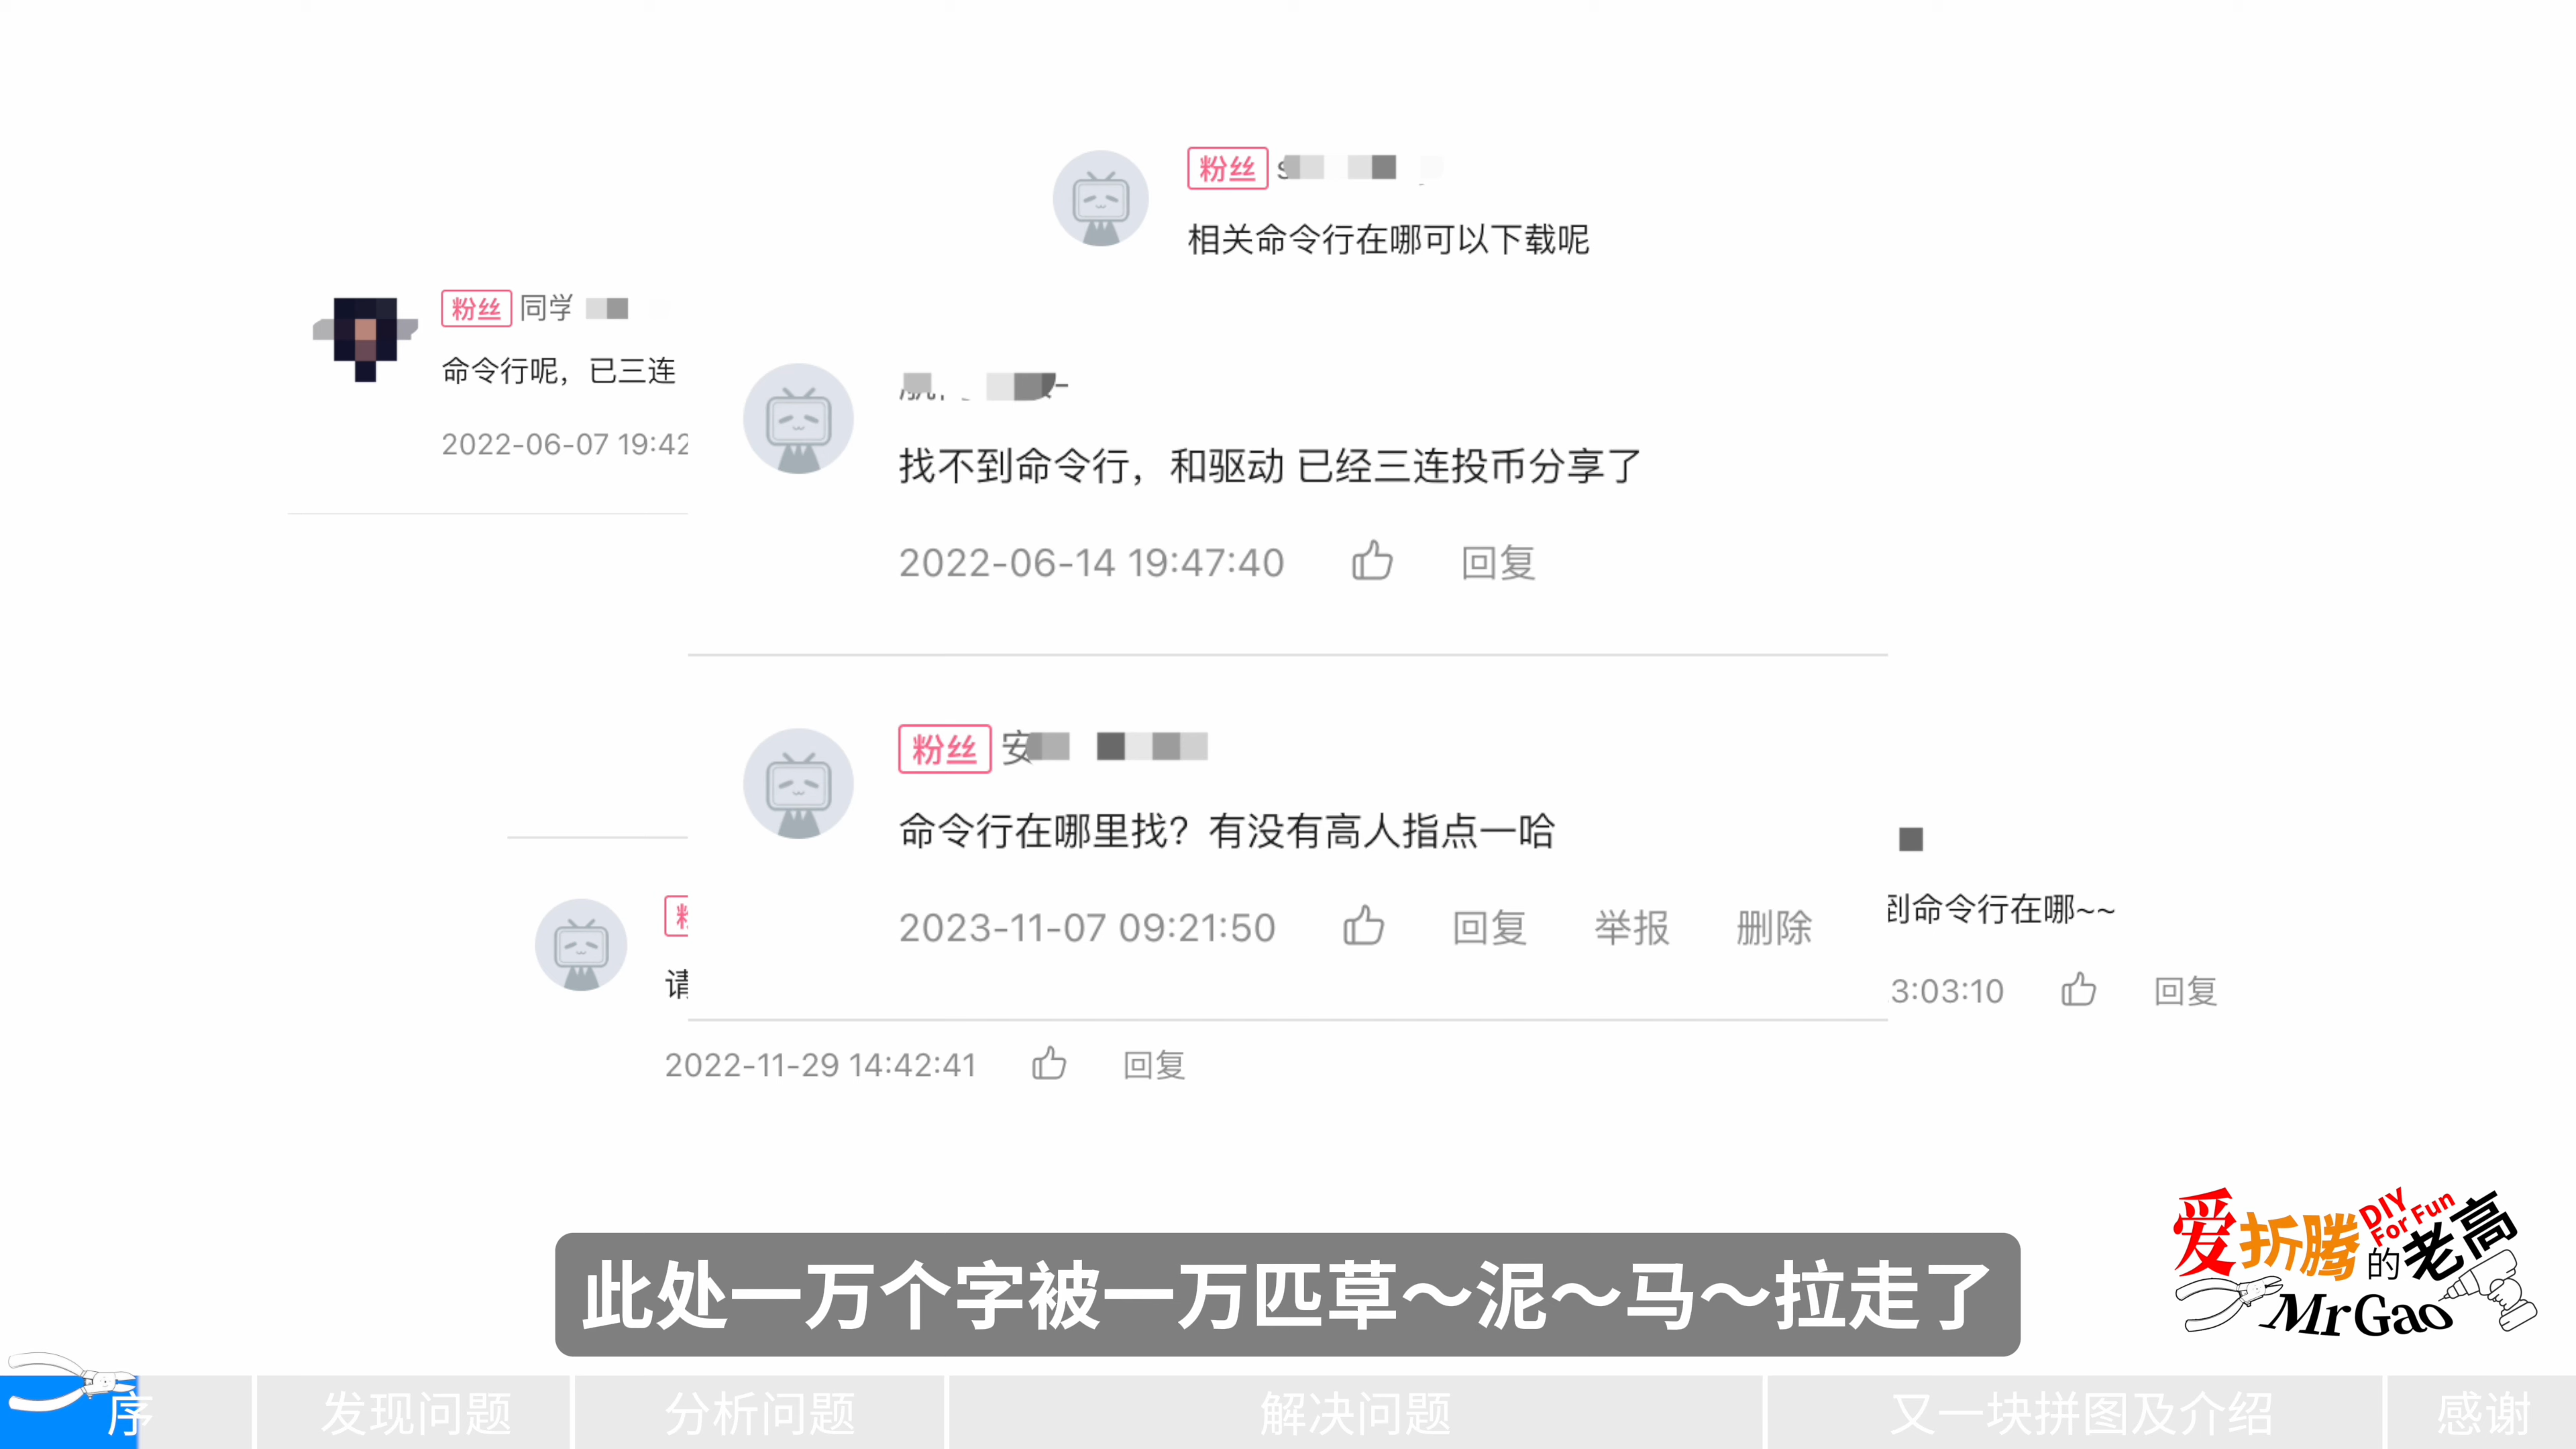 粉丝
相关命令行在哪可以下载呢
粉丝 同学
命令行呢，已三连
2022-06-07 19:42
找不到命令行，和驱动 已经三连投币分享了
2022-06-14 19:47:40 回复
粉丝 安
命令行在哪里找？有没有高人指点一哈
2023-11-07 09:21:50 回复 举报 删除
到命令行在哪~~
3:03:10 回复
请
2022-11-29 14:42:41 回复
爱折腾的老高
DIY
For Fun
MrGao
此处一万个字被一万匹草～泥～马～拉走了
序 发现问题 分析问题 解决问题 又一块拼图及介绍 感谢